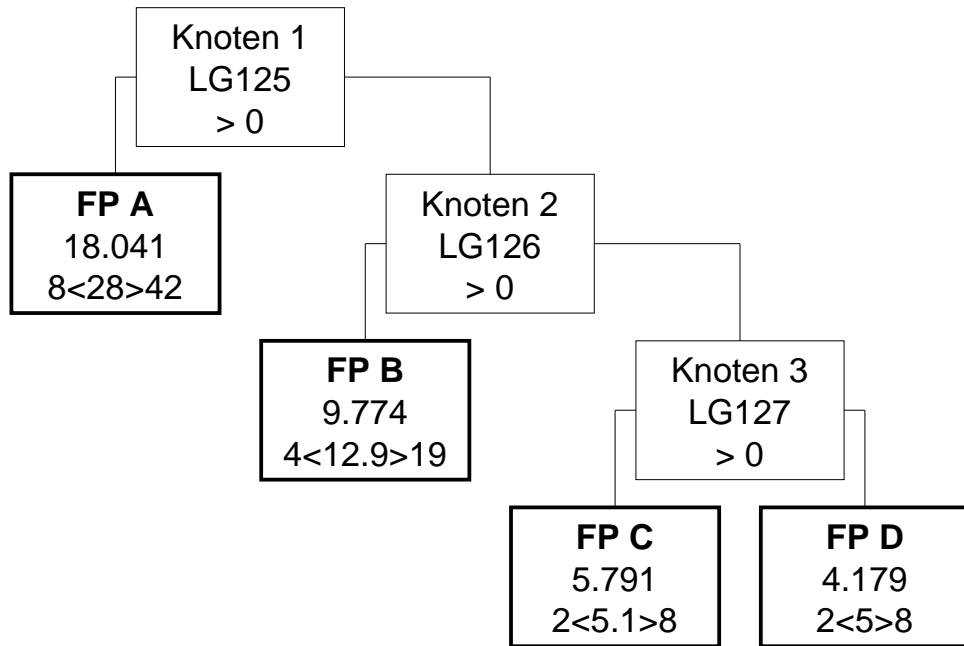 Knoten 1
LG125
> 0
FP A
18.041
8<28>42
Knoten 2
LG126
> 0
FP B
9.774
4<12.9>19
Knoten 3
LG127
> 0
FP C
5.791
2<5.1>8
FP D
4.179
2<5>8